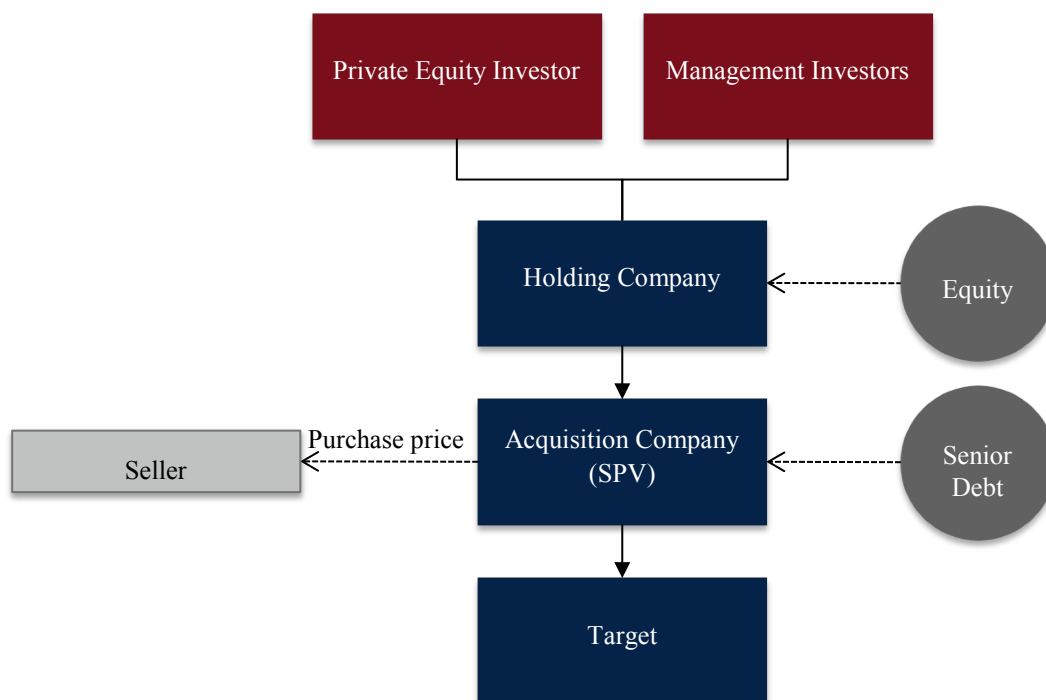 Private Equity Investor
Management Investors
Holding Company
Equity
Purchase price
Acquisition Company
(SPV)
Seller
Senior
Debt
Target